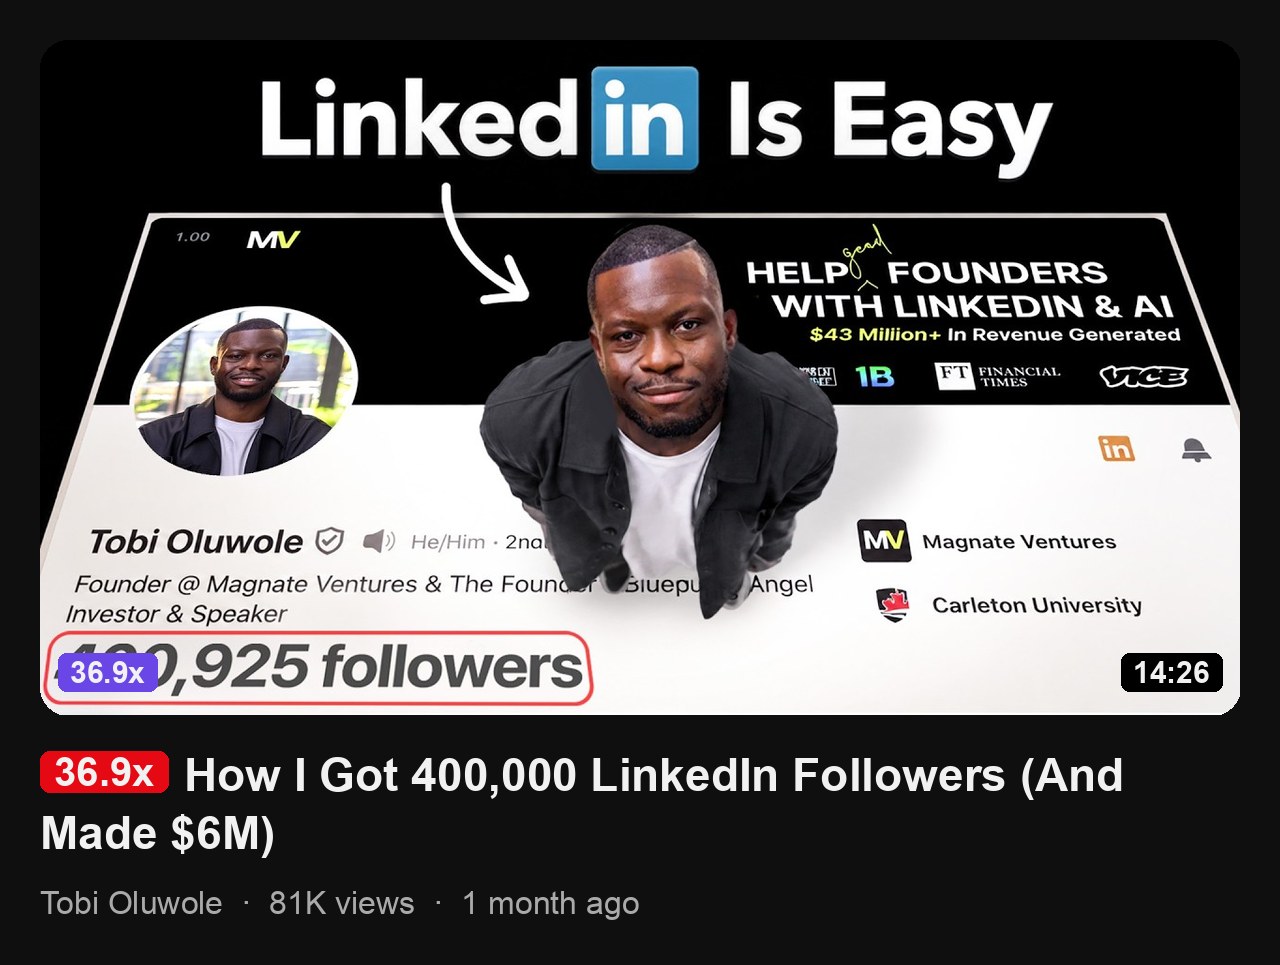 Linkedin Is Easy
1.00 MV
good
HELP FOUNDERS
WITH LINKEDIN & AI
$43 Million+ In Revenue Generated
1B FT FINANCIAL TIMES VICE
in
Tobi Oluwole He/Him · 2nd
MV Magnate Ventures
Founder @ Magnate Ventures & The Founder Angel
Investor & Speaker
Carleton University
0,925 followers
36.9x
14:26
36.9x How I Got 400,000 LinkedIn Followers (And
Made $6M)
Tobi Oluwole · 81K views · 1 month ago